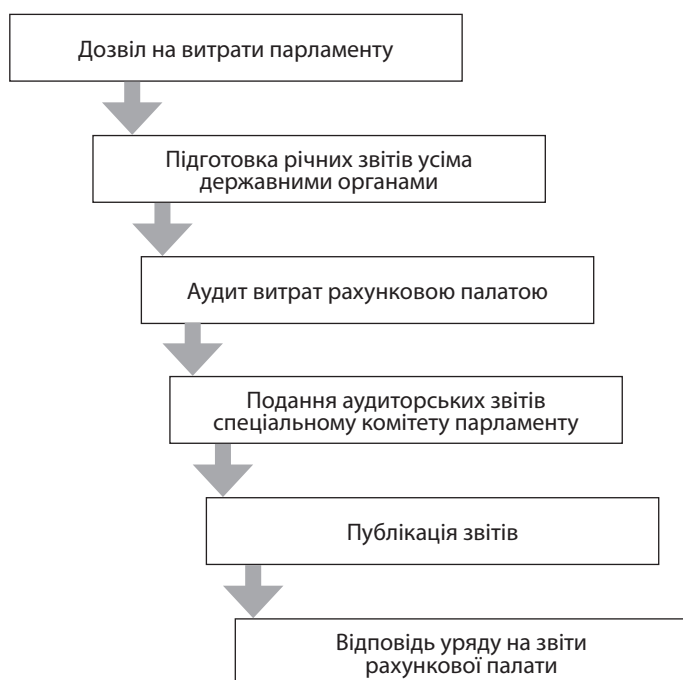 Дозвіл на витрати парламенту
Підготовка річних звітів усіма
державними органами
Аудит витрат рахунковою палатою
Подання аудиторських звітів
спеціальному комітету парламенту
Публікація звітів
Відповідь уряду на звіти
рахункової палати